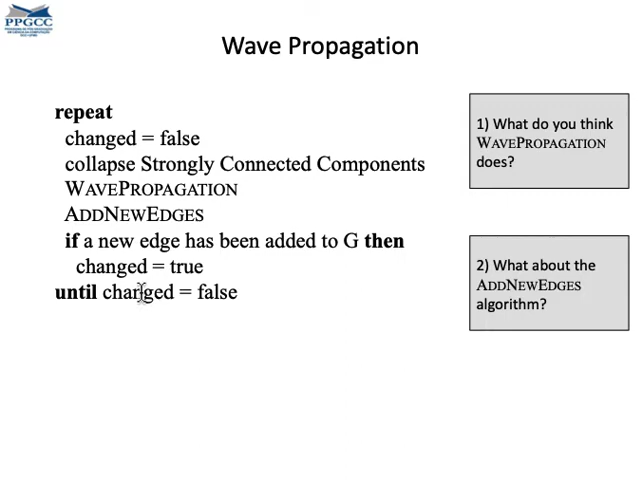 PPGCC
Wave Propagation
repeat
changed = false
collapse Strongly Connected Components
WAVEPROPAGATION
ADDNEWEDGES
if a new edge has been added to G then
changed = true
until changed = false
1) What do you think
WAVEPROPAGATION
does?
2) What about the
ADDNEWEDGES
algorithm?